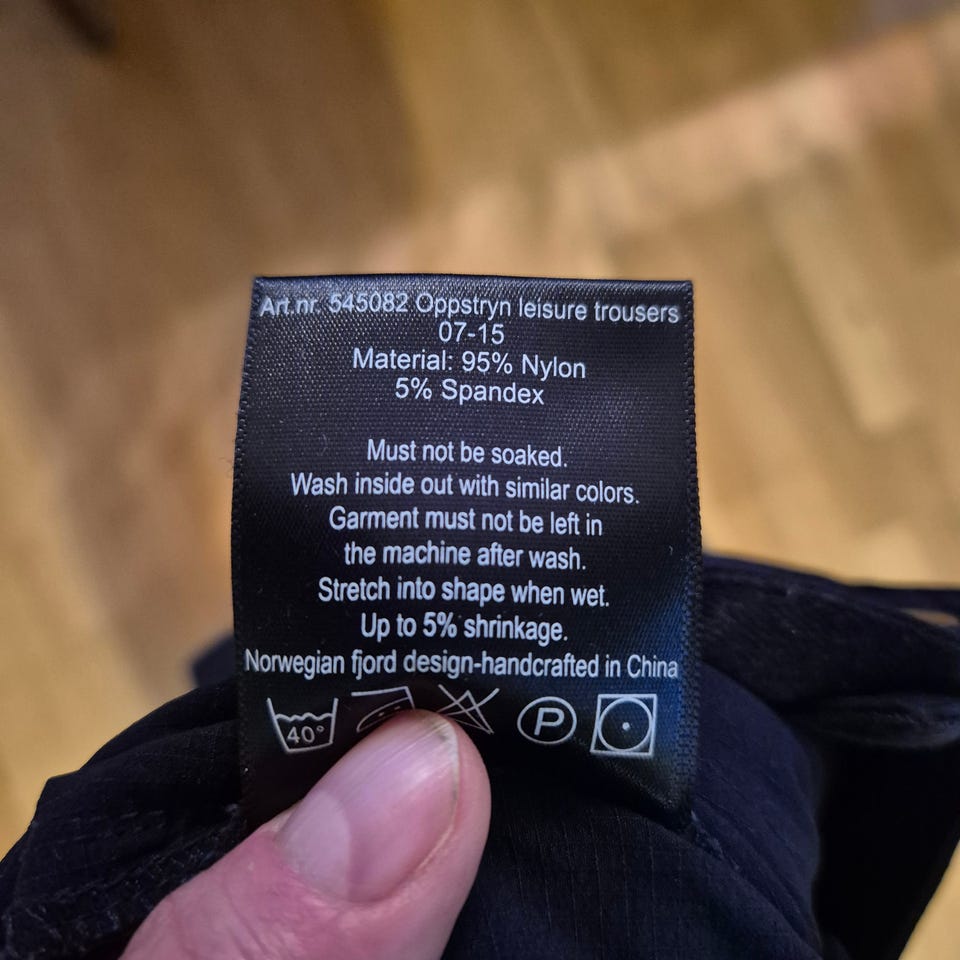 Art.nr. 545082 Oppstryn leisure trousers
07-15
Material: 95% Nylon
5% Spandex
Must not be soaked.
Wash inside out with similar colors.
Garment must not be left in
the machine after wash.
Stretch into shape when wet.
Up to 5% shrinkage.
Norwegian fjord design-handcrafted in China
40° P